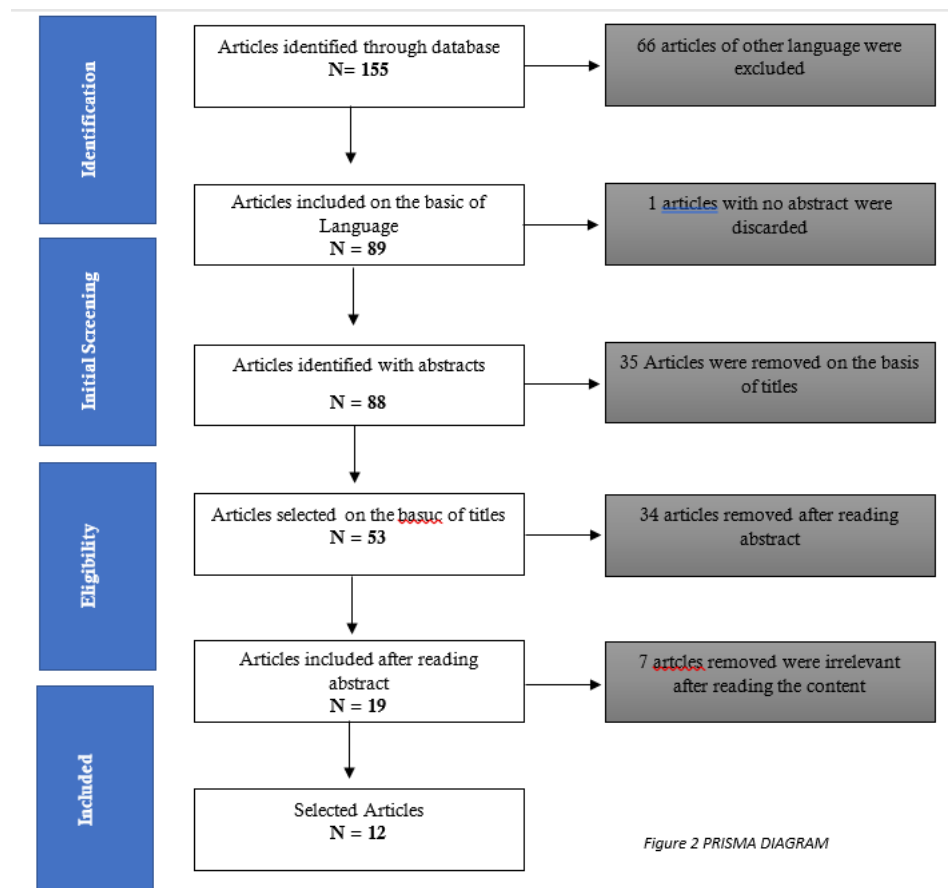 Identification
Articles identified through database
N= 155
66 articles of other language were
excluded
Articles included on the basic of
Language
N = 89
1 articles with no abstract were
discarded
Initial Screening
Articles identified with abstracts
N = 88
35 Articles were removed on the basis
of titles
Eligibility
Articles selected on the basuc of titles
N = 53
34 articles removed after reading
abstract
Articles included after reading
abstract
N = 19
7 artcles removed were irrelevant
after reading the content
Included
Selected Articles
N = 12
Figure 2 PRISMA DIAGRAM